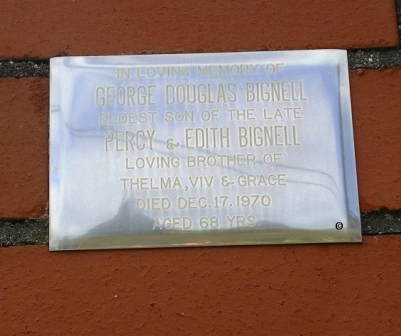 IN LOVING MEMORY OF
GEORGE DOUGLAS BIGNELL
ELDEST SON OF THE LATE
PERCY & EDITH BIGNELL
LOVING BROTHER OF
THELMA, VIV & GRACE
DIED DEC. 17. 1970
AGED 68 YRS.